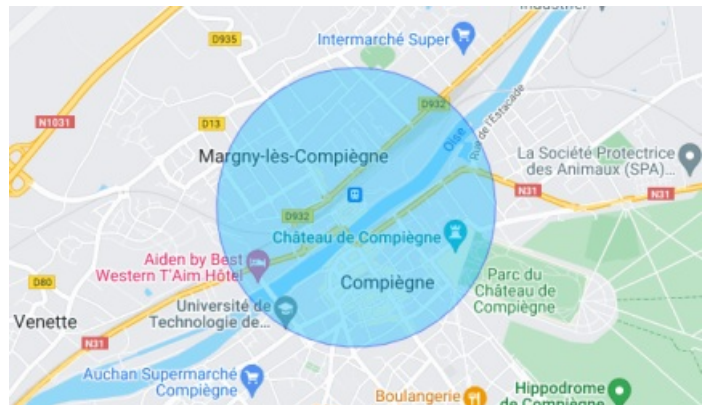 Industriel
D935
Intermarché Super
D932
N1031
D13
Oise
Rue de l'Estacade
Margny-lès-Compiègne
La Société Protectrice
des Animaux (SPA)...
N31
N31
D932
Château de Compiègne
Aiden by Best
Western T'Aim Hôtel
D80
Compiègne
Parc du
Château de
Compiègne
Université de
Technologie de...
Venette
N31
Auchan Supermarché
Compiègne
Boulangerie
Hippodrome
de Compiègne